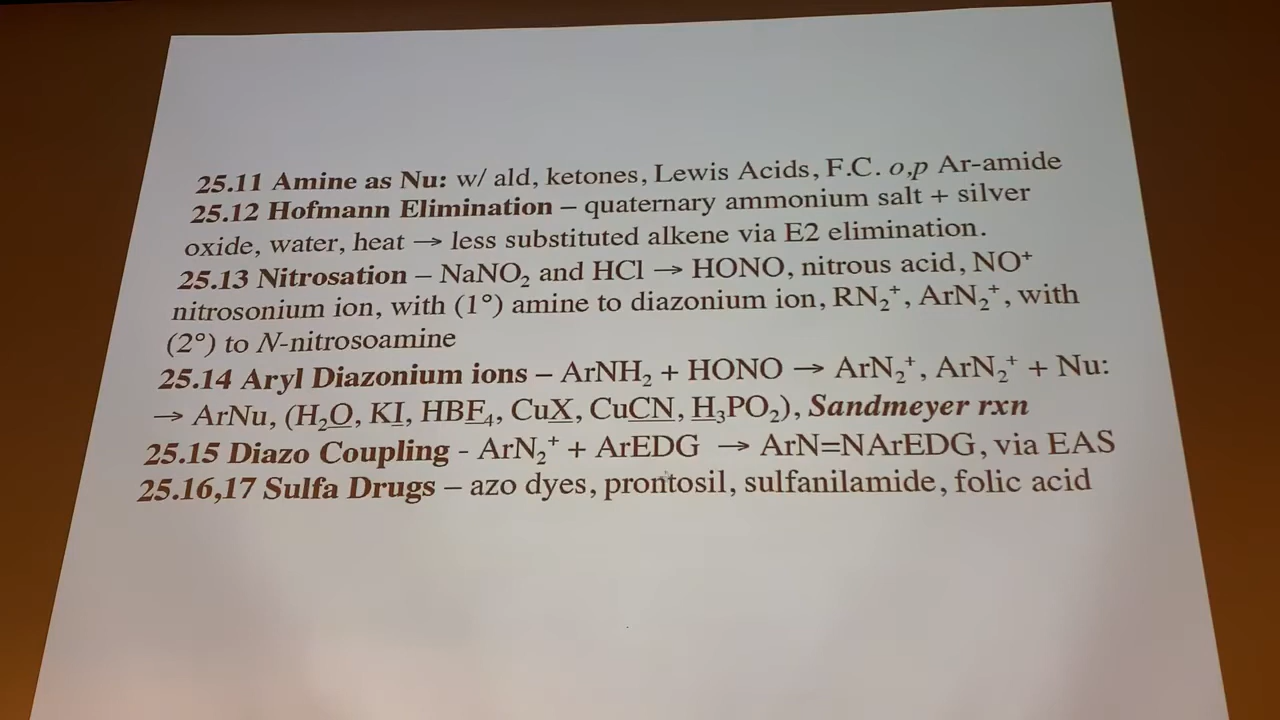 25.11 Amine as Nu: w/ ald, ketones, Lewis Acids, F.C. o,p Ar-amide
25.12 Hofmann Elimination – quaternary ammonium salt + silver
oxide, water, heat → less substituted alkene via E2 elimination.
25.13 Nitrosation – NaNO₂ and HCl → HONO, nitrous acid, NO⁺
nitrosonium ion, with (1°) amine to diazonium ion, RN₂⁺, ArN₂⁺, with
(2°) to N-nitrosoamine
25.14 Aryl Diazonium ions – ArNH₂ + HONO → ArN₂⁺, ArN₂⁺ + Nu:
→ ArNu, (H₂O, KI, HBF₄, CuX, CuCN, H₃PO₂), Sandmeyer rxn
25.15 Diazo Coupling - ArN₂⁺ + ArEDG → ArN=NArEDG, via EAS
25.16,17 Sulfa Drugs – azo dyes, prontosil, sulfanilamide, folic acid